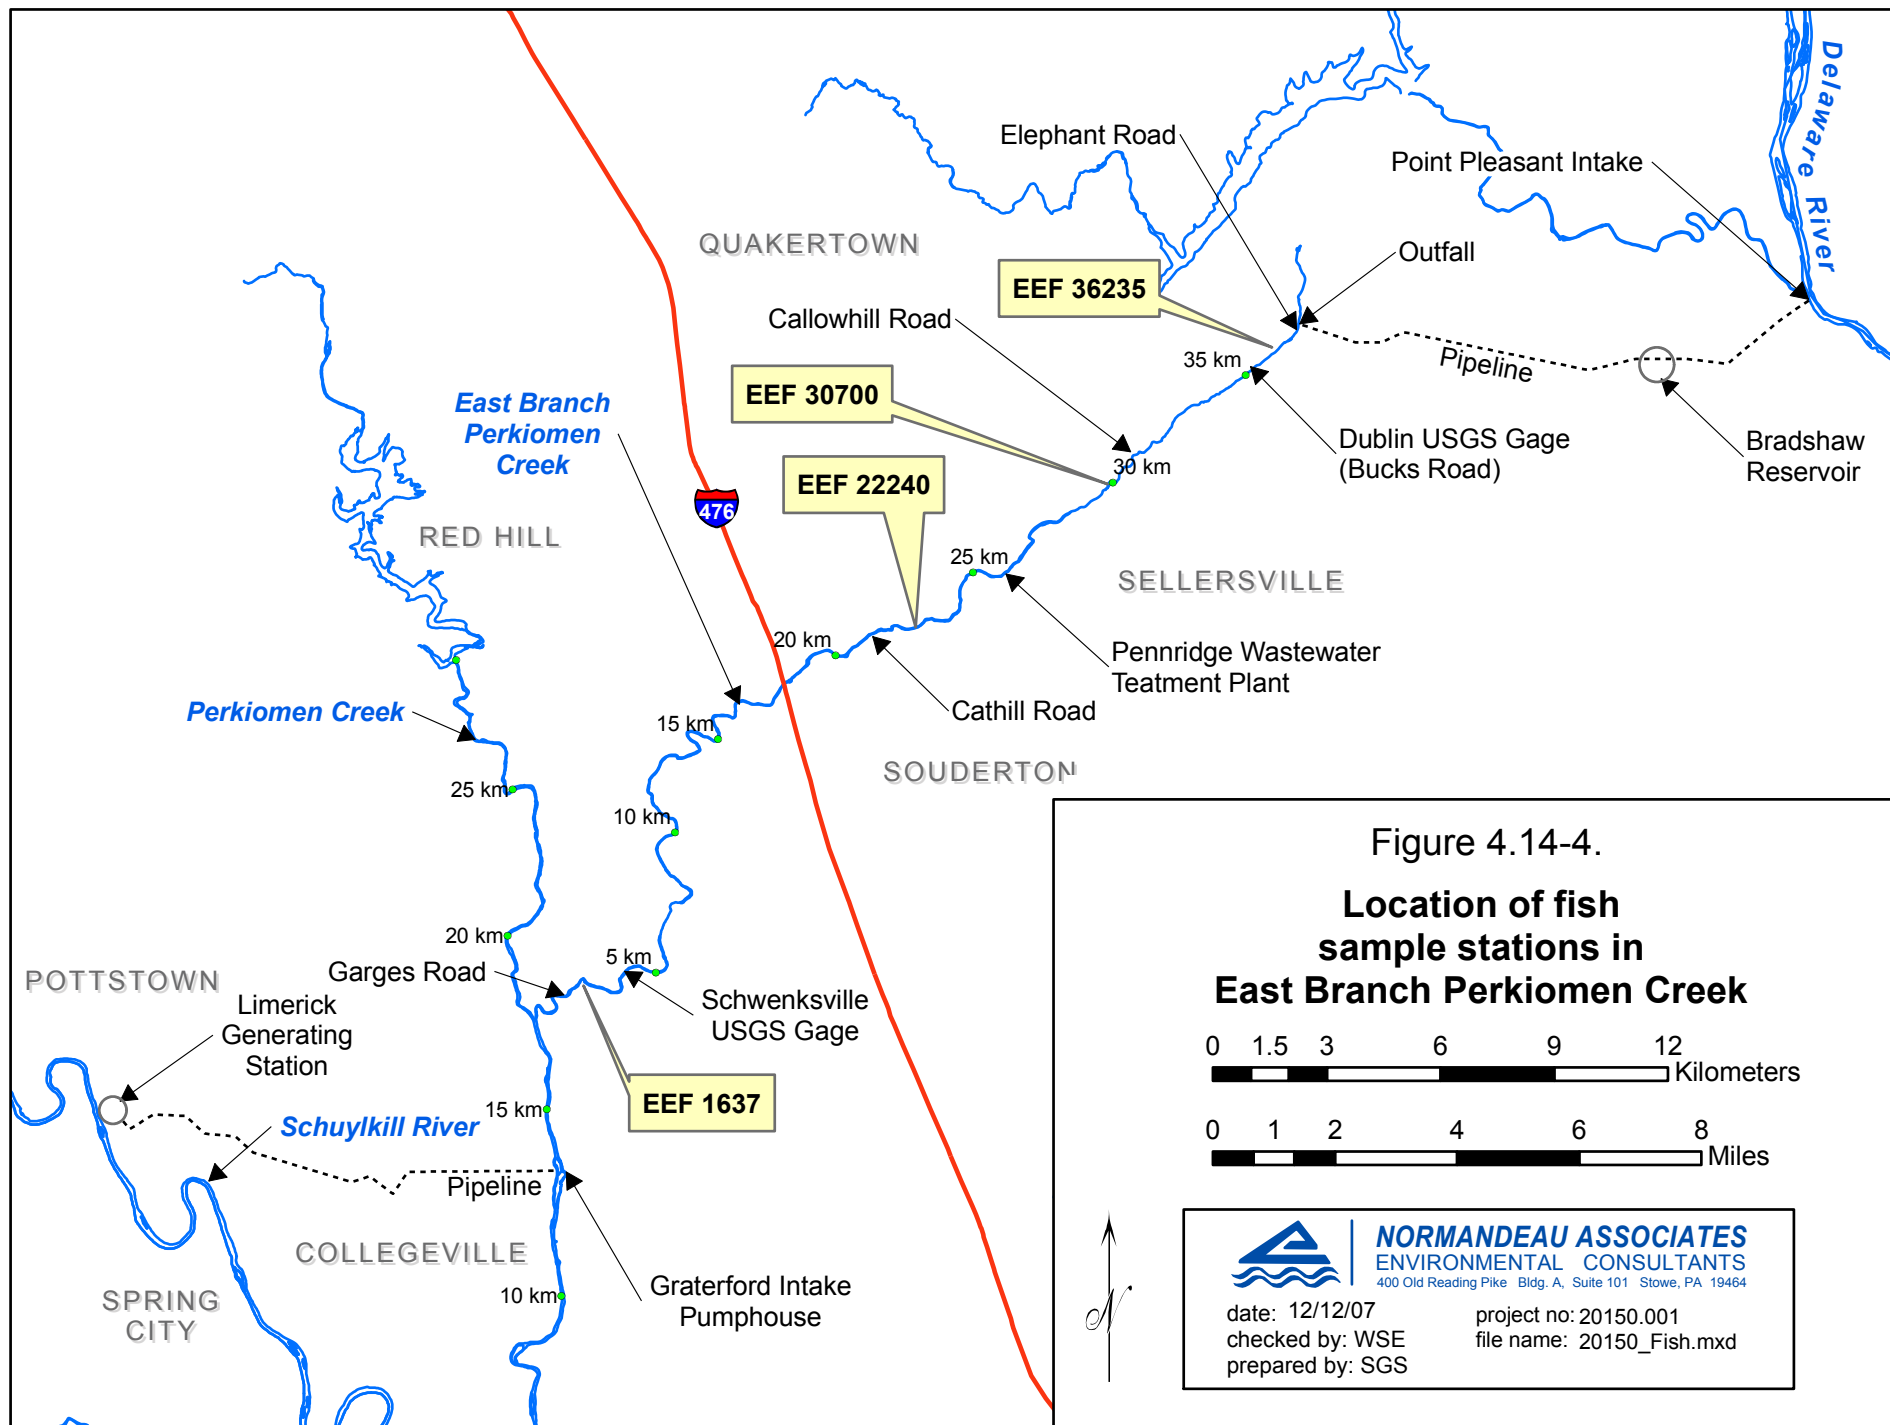 Delaware River
Elephant Road
Point Pleasant Intake
QUAKERTOWN
Outfall
EEF 36235
Callowhill Road
35 km
Pipeline
EEF 30700
East Branch
Perkiomen
Creek
Dublin USGS Gage
(Bucks Road)
Bradshaw
Reservoir
30 km
EEF 22240
476
RED HILL
25 km
SELLERSVILLE
20 km
Pennridge Wastewater
Teatment Plant
Perkiomen Creek
Cathill Road
15 km
SOUDERTON
25 km
10 km
20 km
5 km
Garges Road
POTTSTOWN
Limerick
Generating
Station
Schwenksville
USGS Gage
EEF 1637
15 km
Schuylkill River
Pipeline
COLLEGEVILLE
10 km
Graterford Intake
Pumphouse
SPRING
CITY
Figure 4.14-4.
Location of fish
sample stations in
East Branch Perkiomen Creek
0 1.5 3 6 9 12
Kilometers
0 1 2 4 6 8
Miles
N
NORMANDEAU ASSOCIATES
ENVIRONMENTAL CONSULTANTS
400 Old Reading Pike Bldg. A, Suite 101 Stowe, PA 19464
date: 12/12/07
project no: 20150.001
checked by: WSE
file name: 20150_Fish.mxd
prepared by: SGS